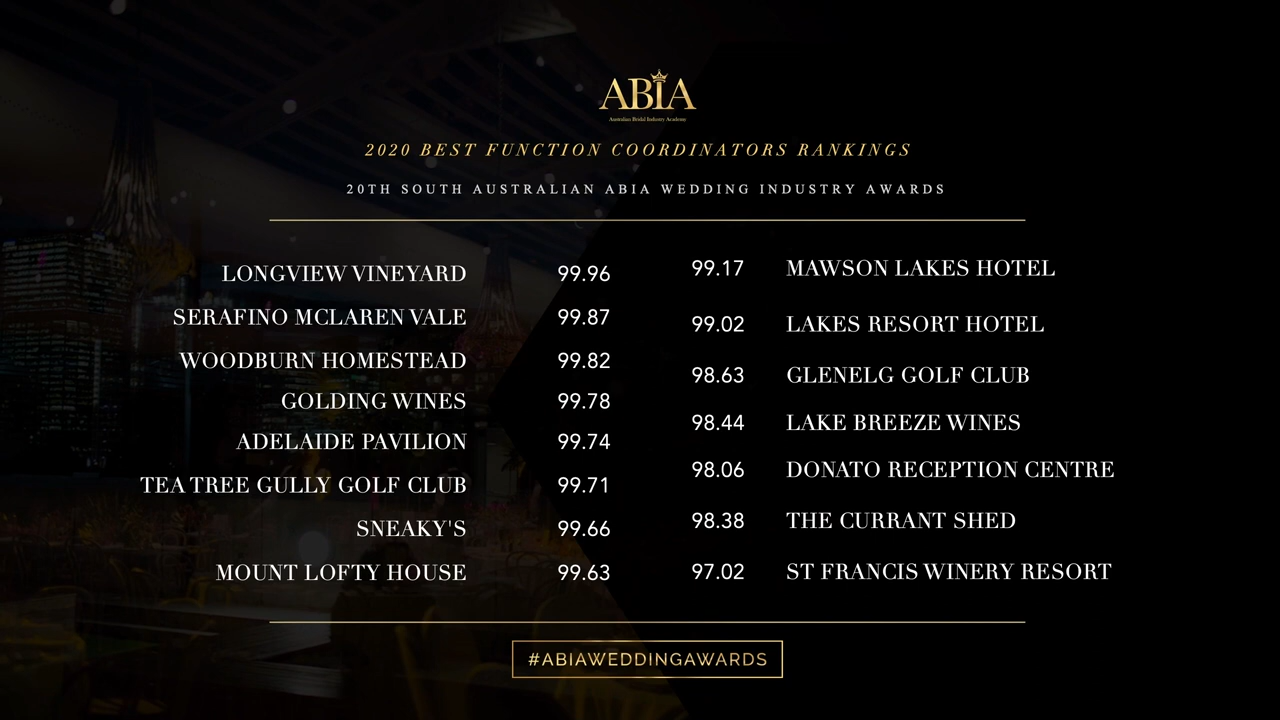 ABIA
Australian Bridal Industry Academy
2020 BEST FUNCTION COORDINATORS RANKINGS
20TH SOUTH AUSTRALIAN ABIA WEDDING INDUSTRY AWARDS
LONGVIEW VINEYARD 99.96
SERAFINO MCLAREN VALE 99.87
WOODBURN HOMESTEAD 99.82
GOLDING WINES 99.78
ADELAIDE PAVILION 99.74
TEA TREE GULLY GOLF CLUB 99.71
SNEAKY'S 99.66
MOUNT LOFTY HOUSE 99.63
99.17 MAWSON LAKES HOTEL
99.02 LAKES RESORT HOTEL
98.63 GLENELG GOLF CLUB
98.44 LAKE BREEZE WINES
98.06 DONATO RECEPTION CENTRE
98.38 THE CURRANT SHED
97.02 ST FRANCIS WINERY RESORT
#ABIAWEDDINGAWARDS